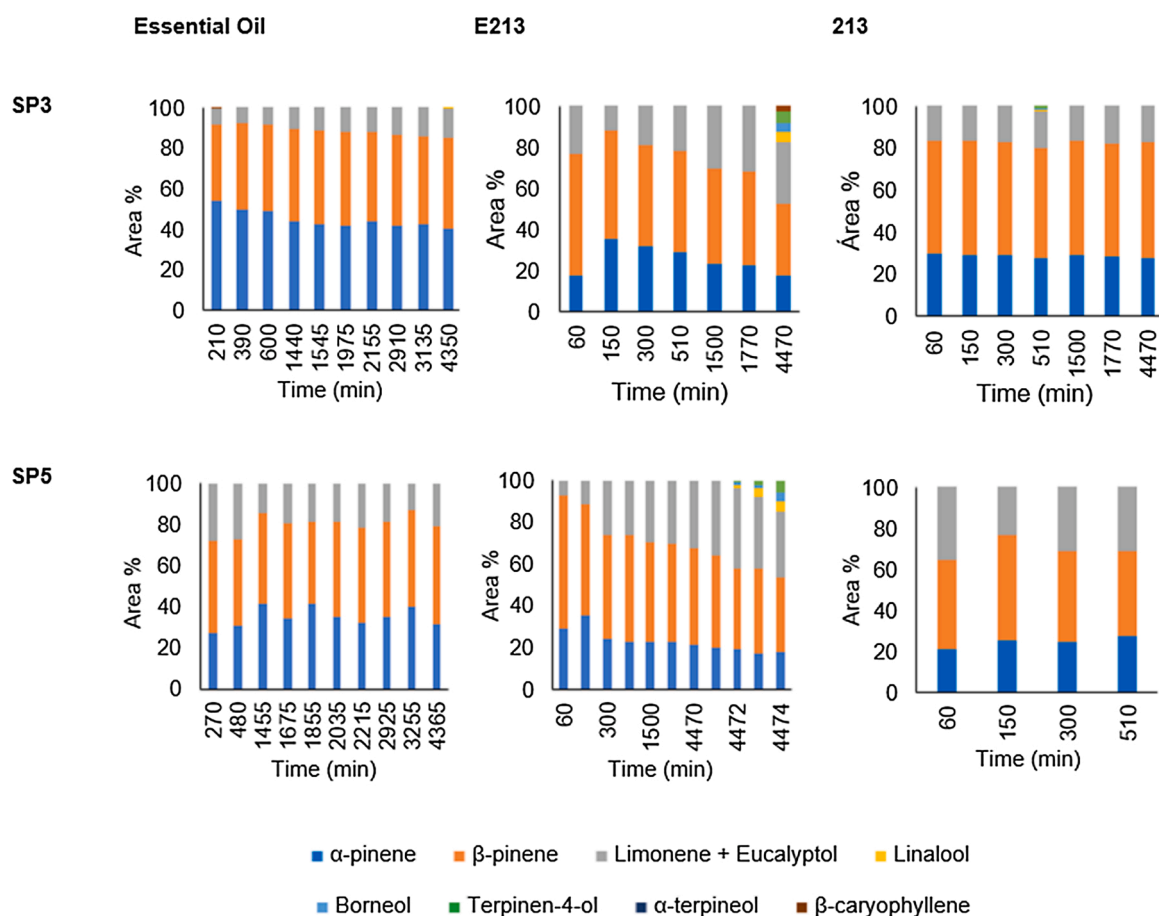 Essential Oil E213 213
SP3
100 80 60 40 20 0
Area %
210 390 600 1440 1545 1975 2155 2910 3135 4350
Time (min)
100 80 60 40 20 0
Area %
60 150 300 510 1500 1770 4470
Time (min)
100 80 60 40 20 0
Área %
60 150 300 510 1500 1770 4470
Time (min)
SP5
100 80 60 40 20 0
Area %
270 480 1455 1675 1855 2035 2215 2925 3255 4365
Time (min)
100 80 60 40 20 0
Area %
60 300 1500 4470 4472 4474
Time (min)
100 80 60 40 20 0
Área %
60 150 300 510
Time (min)
α-pinene β-pinene Limonene + Eucalyptol Linalool
Borneol Terpinen-4-ol α-terpineol β-caryophyllene